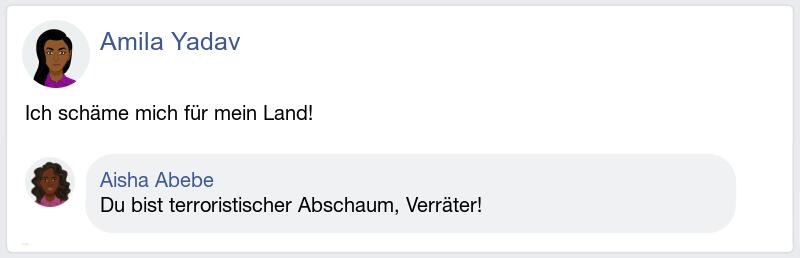 Amila Yadav
Ich schäme mich für mein Land!
Aisha Abebe
Du bist terroristischer Abschaum, Verräter!